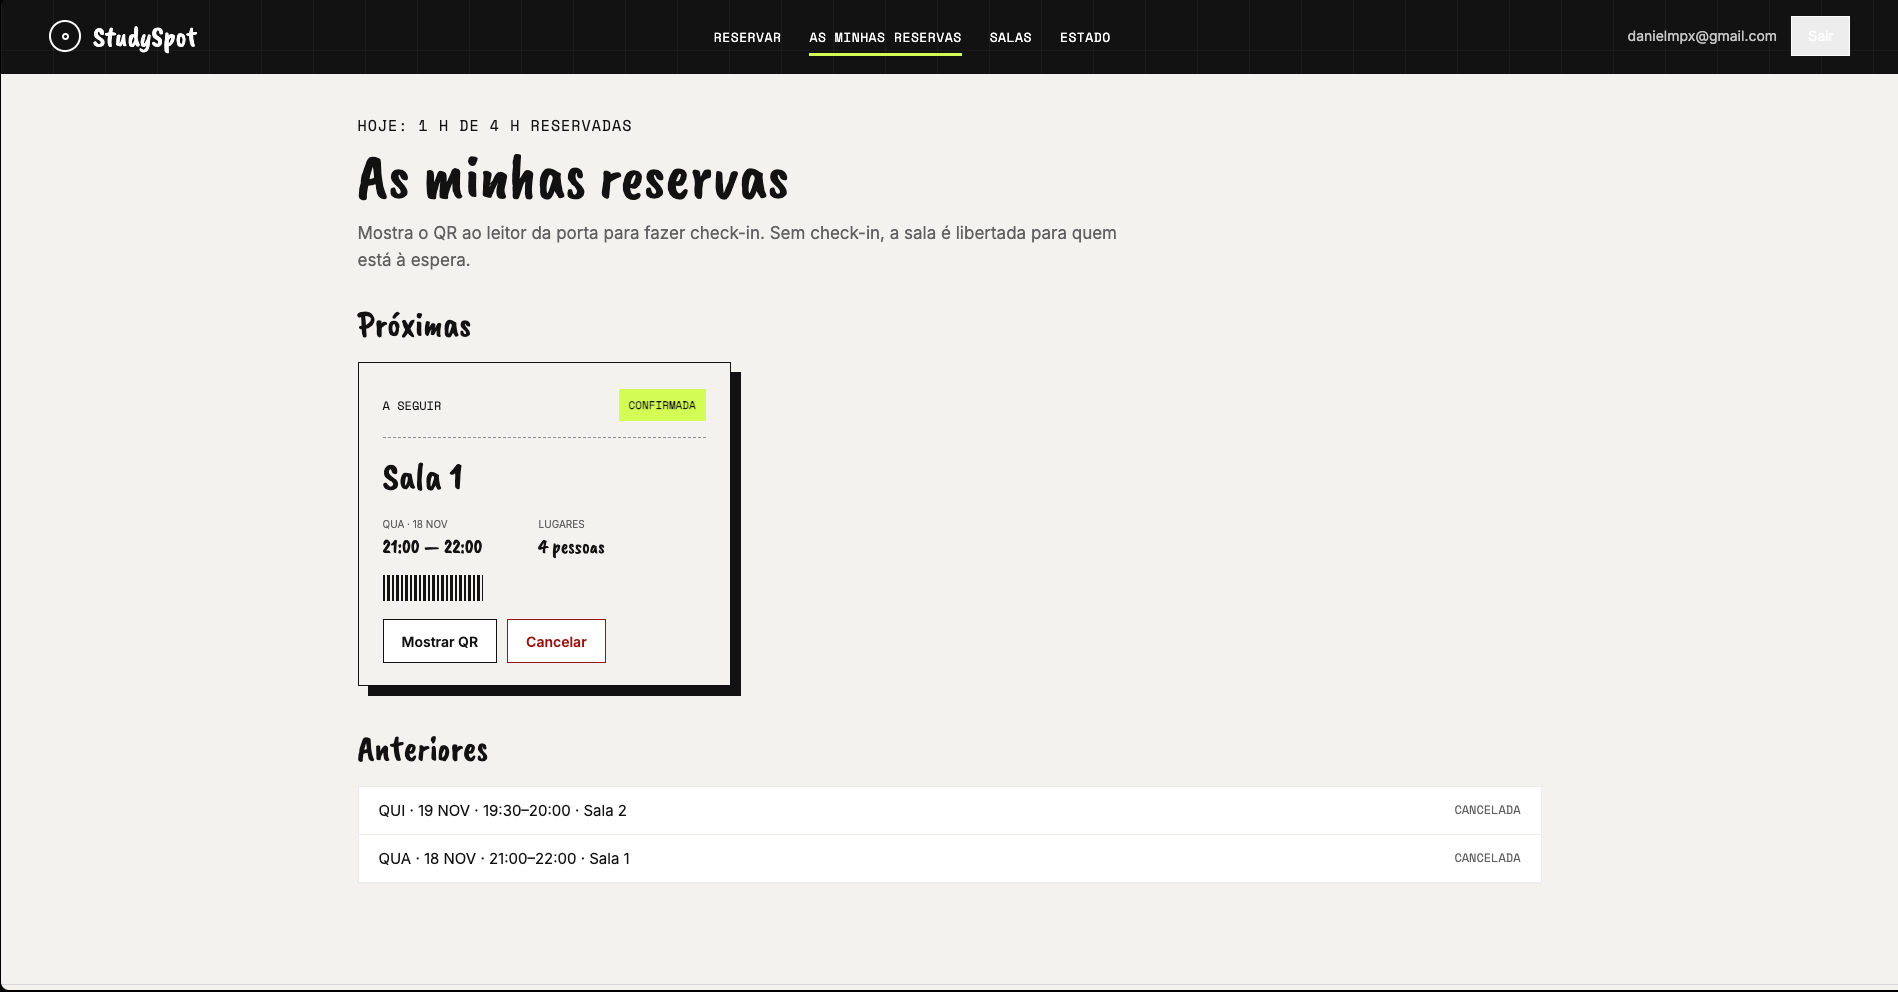 StudySpot
RESERVAR AS MINHAS RESERVAS SALAS ESTADO
danielmpx@gmail.com Sair
HOJE: 1 H DE 4 H RESERVADAS
As minhas reservas
Mostra o QR ao leitor da porta para fazer check-in. Sem check-in, a sala é libertada para quem
está à espera.
Próximas
A SEGUIR CONFIRMADA
Sala 1
QUA · 18 NOV LUGARES
21:00 — 22:00 4 pessoas
Mostrar QR Cancelar
Anteriores
QUI · 19 NOV · 19:30–20:00 · Sala 2 CANCELADA
QUA · 18 NOV · 21:00–22:00 · Sala 1 CANCELADA